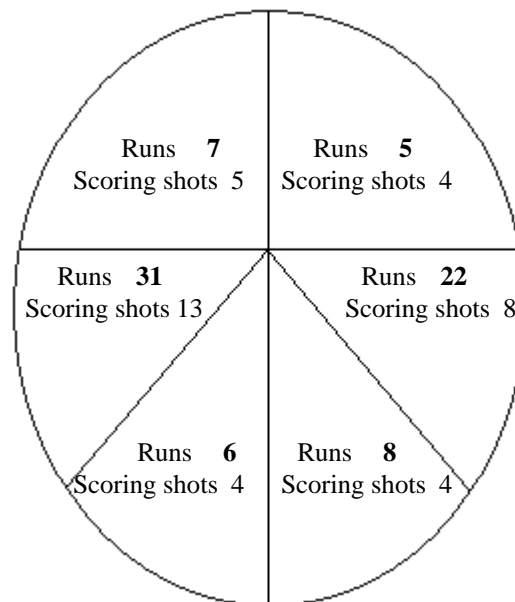 Runs 7
Scoring shots 5
Runs 5
Scoring shots 4
Runs 31
Scoring shots 13
Runs 22
Scoring shots 8
Runs 6
Scoring shots 4
Runs 8
Scoring shots 4